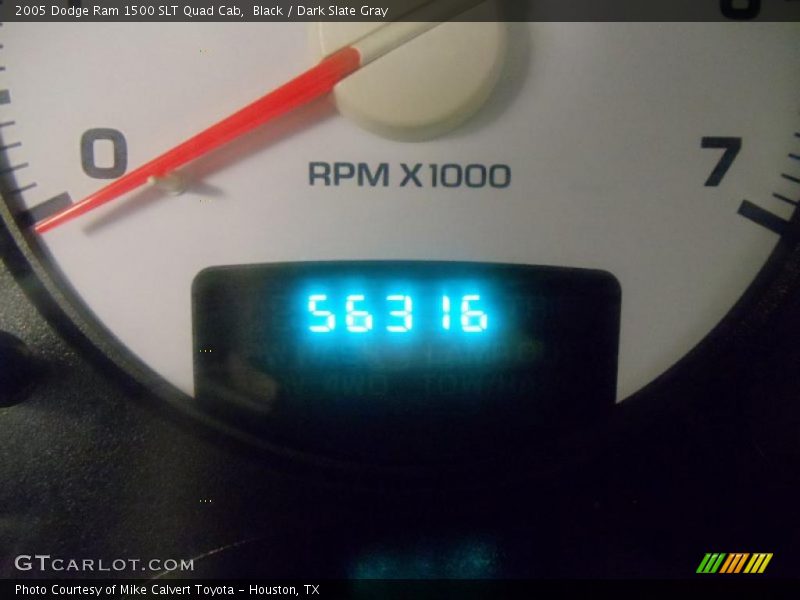 2005 Dodge Ram 1500 SLT Quad Cab,  Black / Dark Slate Gray
0
7
RPM X1000
56316
GTCARLOT.COM
Photo Courtesy of Mike Calvert Toyota - Houston, TX